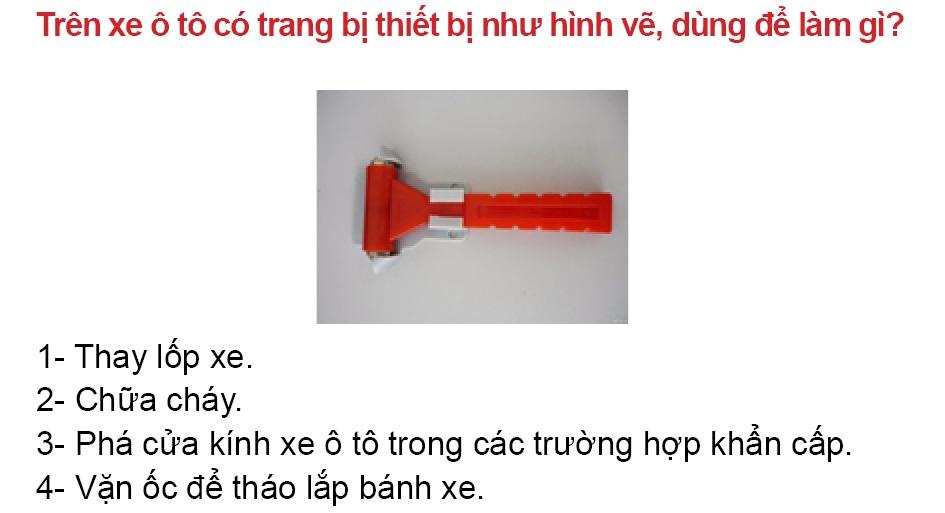 Trên xe ô tô có trang bị thiết bị như hình vẽ, dùng để làm gì?
1- Thay lốp xe.
2- Chữa cháy.
3- Phá cửa kính xe ô tô trong các trường hợp khẩn cấp.
4- Vặn ốc để tháo lắp bánh xe.